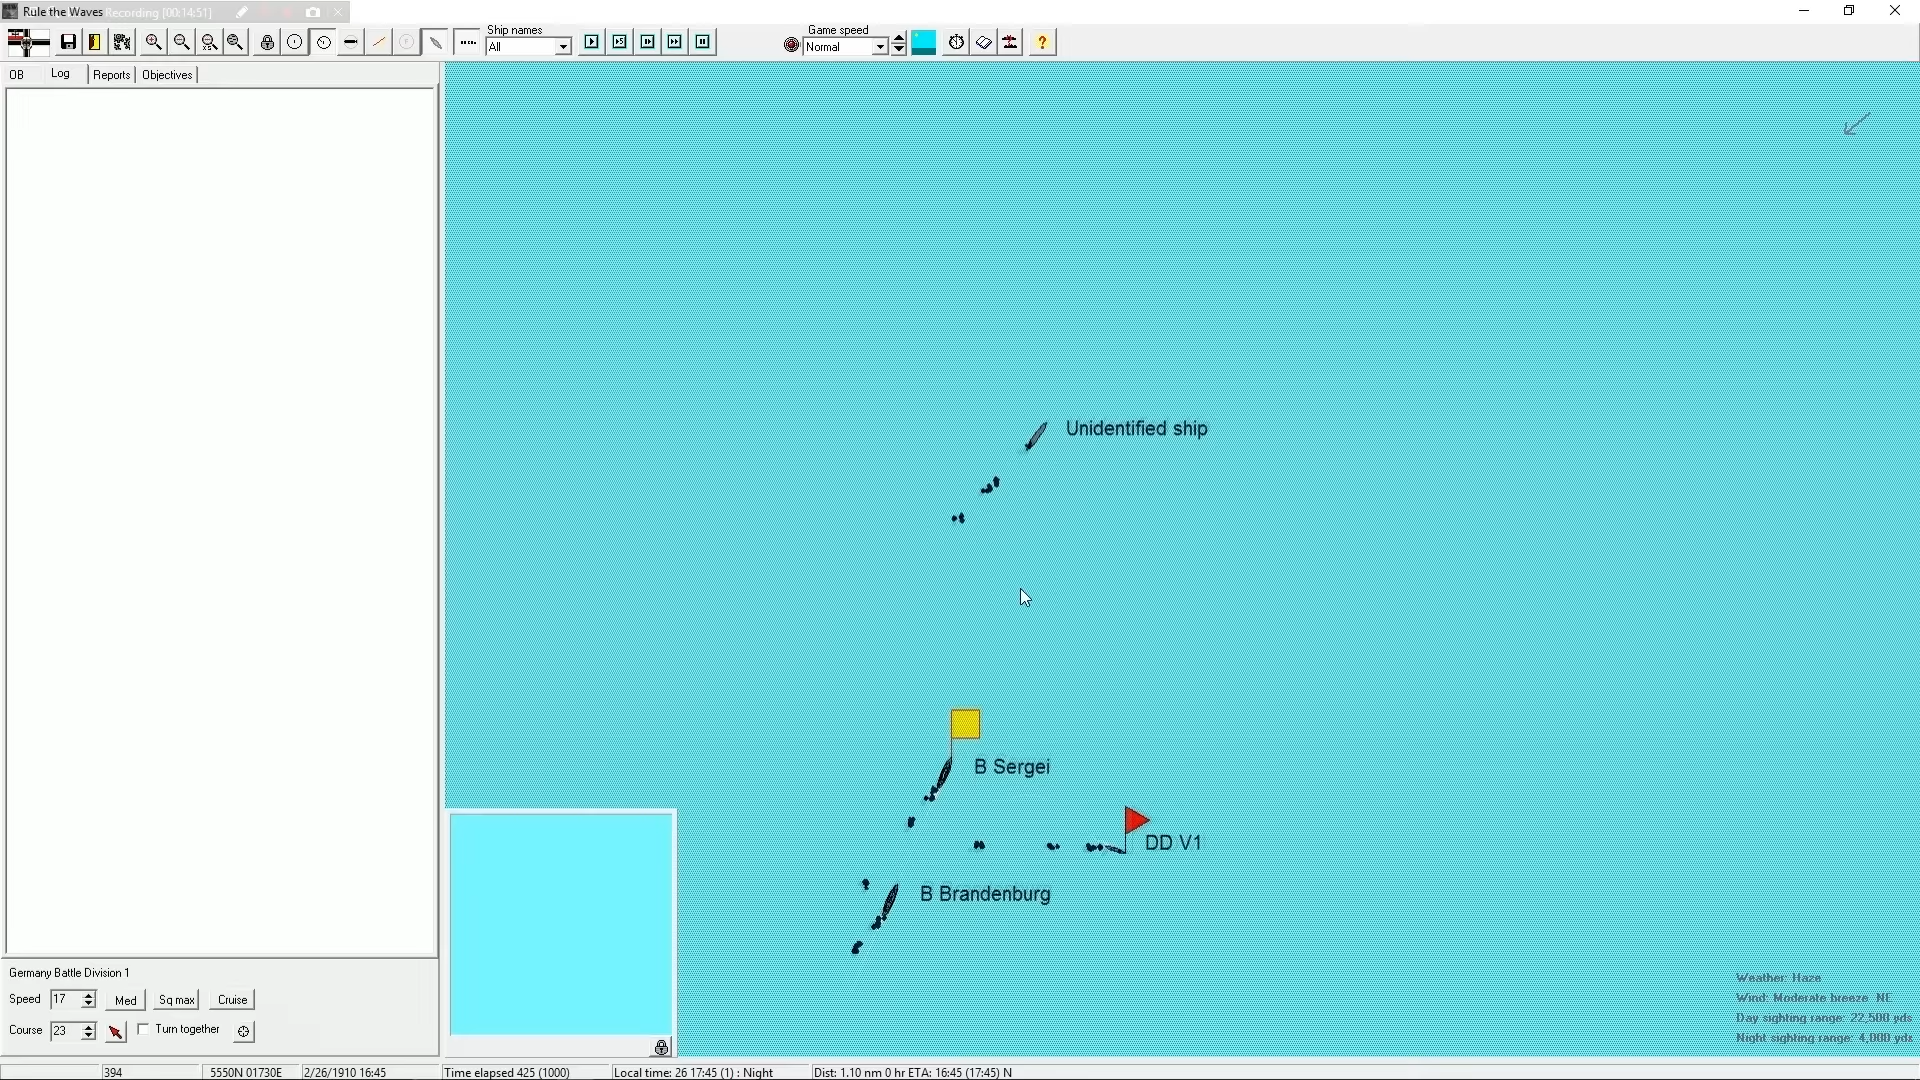 Rule the Waves Recording [00:14:51]
Ship names
All
Game speed
Normal
OB
Log
Reports
Objectives
Unidentified ship
B Sergei
DD V1
B Brandenburg
Germany Battle Division 1
Speed 17 Med Sq max Cruise
Course 23 Turn together
Weather: Haze
Wind: Moderate breeze NE
Day sighting range: 22,500 yds
Night sighting range: 4,000 yds
394 5550N 01730E 2/26/1910 16:45 Time elapsed 425 (1000) Local time: 26 17:45 (1) : Night Dist: 1.10 nm 0 hr ETA: 16:45 (17:45) N